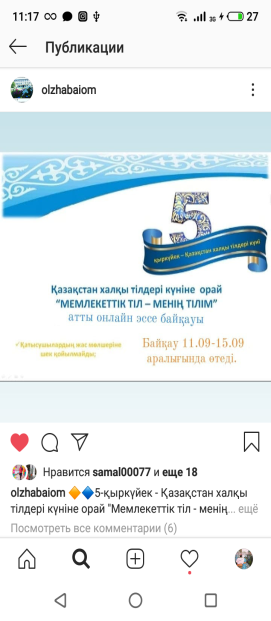 11:17
3G
27
Публикации
olzhabaiom
5
қыркүйек - Қазақстан халқы тілдері күні
Қазақстан халқы тілдері күніне орай
"МЕМЛЕКЕТТІК ТІЛ – МЕНІҢ ТІЛІМ"
атты онлайн эссе байқауы
✓Қатысушылардың жас мөлшеріне
шек қойылмайды;
Байқау 11.09-15.09
аралығында өтеді.
Нравится samal00077 и еще 18
olzhabaiom 🔶🔷5-қыркүйек - Қазақстан халқы
тілдері күніне орай "Мемлекеттік тіл - менің... ещё
Посмотреть все комментарии (6)